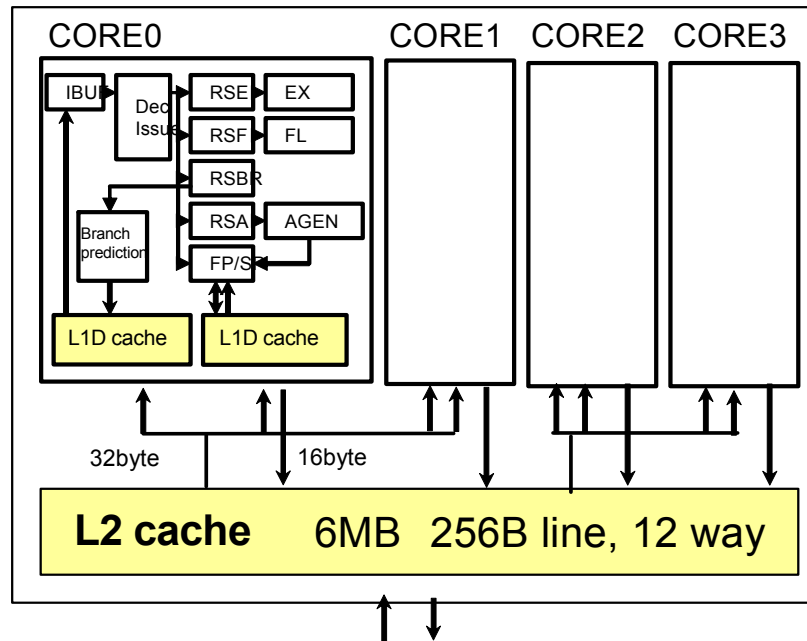 CORE0
CORE1
CORE2
CORE3
IBUF
Dec
Issue
RSE
EX
RSF
FL
RSBR
RSA
AGEN
Branch
prediction
FP/SP
L1D cache
L1D cache
32byte
16byte
L2 cache 6MB 256B line, 12 way